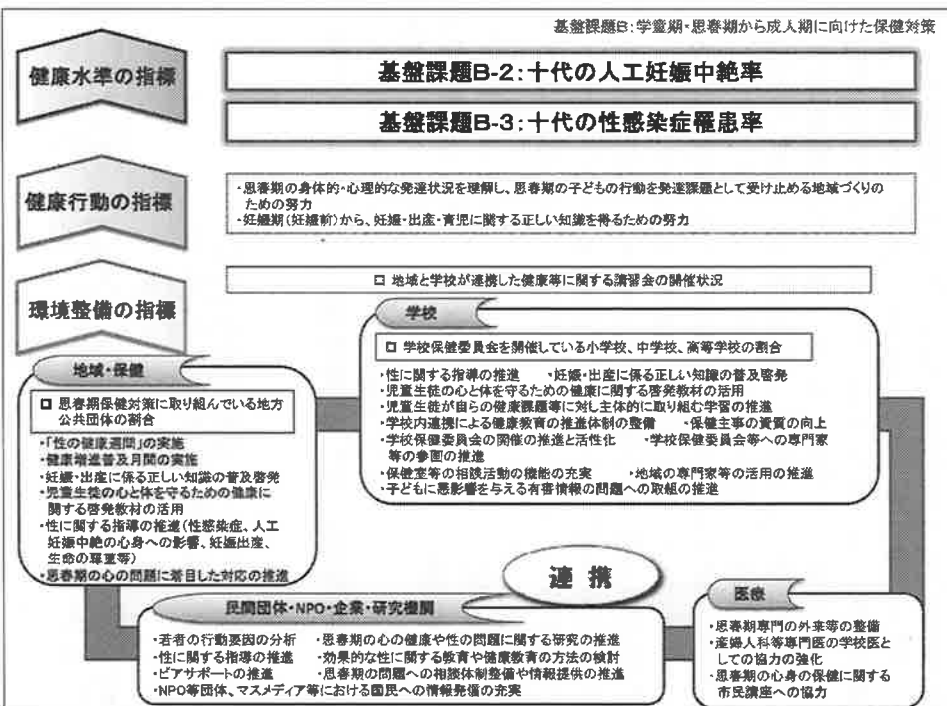 基盤課題B:学童期・思春期から成人期に向けた保健対策
健康水準の指標
基盤課題B-2:十代の人工妊娠中絶率
基盤課題B-3:十代の性感染症罹患率
健康行動の指標
・思春期の身体的・心理的な発達状況を理解し、思春期の子どもの行動を発達課題として受け止める地域づくりの
ための努力
・妊娠期(妊娠前)から、妊娠・出産・育児に関する正しい知識を得るための努力
環境整備の指標
□ 地域と学校が連携した健康等に関する講習会の開催状況
学校
□ 学校保健委員会を開催している小学校、中学校、高等学校の割合
・性に関する指導の推進 ・妊娠・出産に係る正しい知識の普及啓発
・児童生徒の心と体を守るための健康に関する啓発教材の活用
・児童生徒が自らの健康課題等に対し主体的に取り組む学習の推進
・学校内連携による健康教育の推進体制の整備 ・保健主事の資質の向上
・学校保健委員会の開催の推進と活性化 ・学校保健委員会等への専門家
等の参画の推進
・保健室等の相談活動の機能の充実 ・地域の専門家等の活用の推進
・子どもに悪影響を与える有害情報の問題への取組の推進
地域・保健
□ 思春期保健対策に取り組んでいる地方
公共団体の割合
・「性の健康週間」の実施
・健康増進普及月間の実施
・妊娠・出産に係る正しい知識の普及啓発
・児童生徒の心と体を守るための健康に
関する啓発教材の活用
・性に関する指導の推進(性感染症、人工
妊娠中絶の心身への影響、妊娠出産、
生命の尊重等)
・思春期の心の問題に着目した対応の推進
連携
民間団体・NPO・企業・研究機関
・若者の行動要因の分析 ・思春期の心の健康や性の問題に関する研究の推進
・性に関する指導の推進 ・効果的な性に関する教育や健康教育の方法の検討
・ピアサポートの推進 ・思春期の問題への相談体制整備や情報提供の推進
・NPO等団体、マスメディア等における国民への情報発信の充実
医療
・思春期専門の外来等の整備
・産婦人科等専門医の学校医と
しての協力の強化
・思春期の心身の保健に関する
市民講座への協力